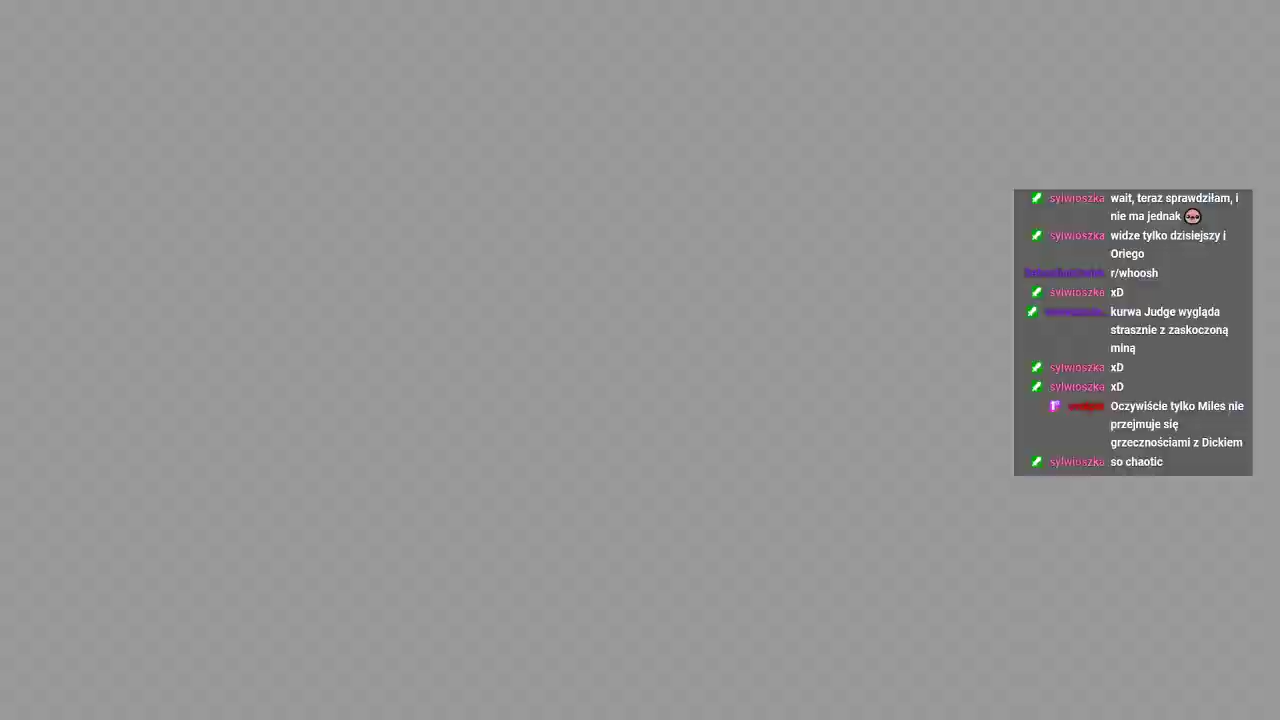 sylwioszka wait, teraz sprawdziłam, i
nie ma jednak
sylwioszka widze tylko dzisiejszy i
Oriego
r/whoosh
sylwioszka xD
kurwa Judge wygląda
strasznie z zaskoczoną
miną
sylwioszka xD
sylwioszka xD
Oczywiście tylko Miles nie
przejmuje się
grzecznościami z Dickiem
sylwioszka so chaotic